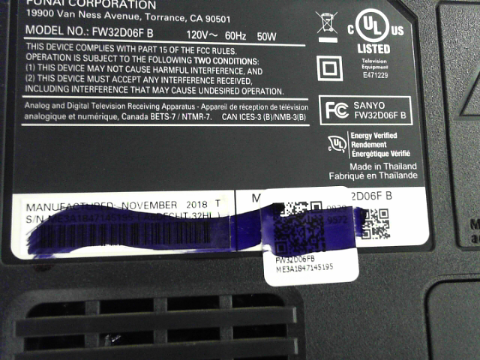 FUNAI CORPORATION
19900 Van Ness Avenue, Torrance, CA 90501
MODEL NO.: FW32D06F B 120V~ 60Hz 50W
THIS DEVICE COMPLIES WITH PART 15 OF THE FCC RULES.
OPERATION IS SUBJECT TO THE FOLLOWING TWO CONDITIONS:
(1) THIS DEVICE MAY NOT CAUSE HARMFUL INTERFERENCE, AND
(2) THIS DEVICE MUST ACCEPT ANY INTERFERENCE RECEIVED,
INCLUDING INTERFERENCE THAT MAY CAUSE UNDESIRED OPERATION.
Analog and Digital Television Receiving Apparatus - Appareil de réception de télévision
analogique et numérique, Canada BETS-7 / NTMR-7. CAN ICES-3 (B)/NMB-3(B)
c UL US
LISTED
Television
Equipment
E471229
FC SANYO
FW32D06F B
UL Energy Verified
Rendement
Énergétique Vérifié
Made in Thailand
Fabriqué en Thaïlande
MANUFACTURED: NOVEMBER 2018 T
S/N ME3A1847145195
M 2D06F B
FW32D06FB
ME3A1847145195